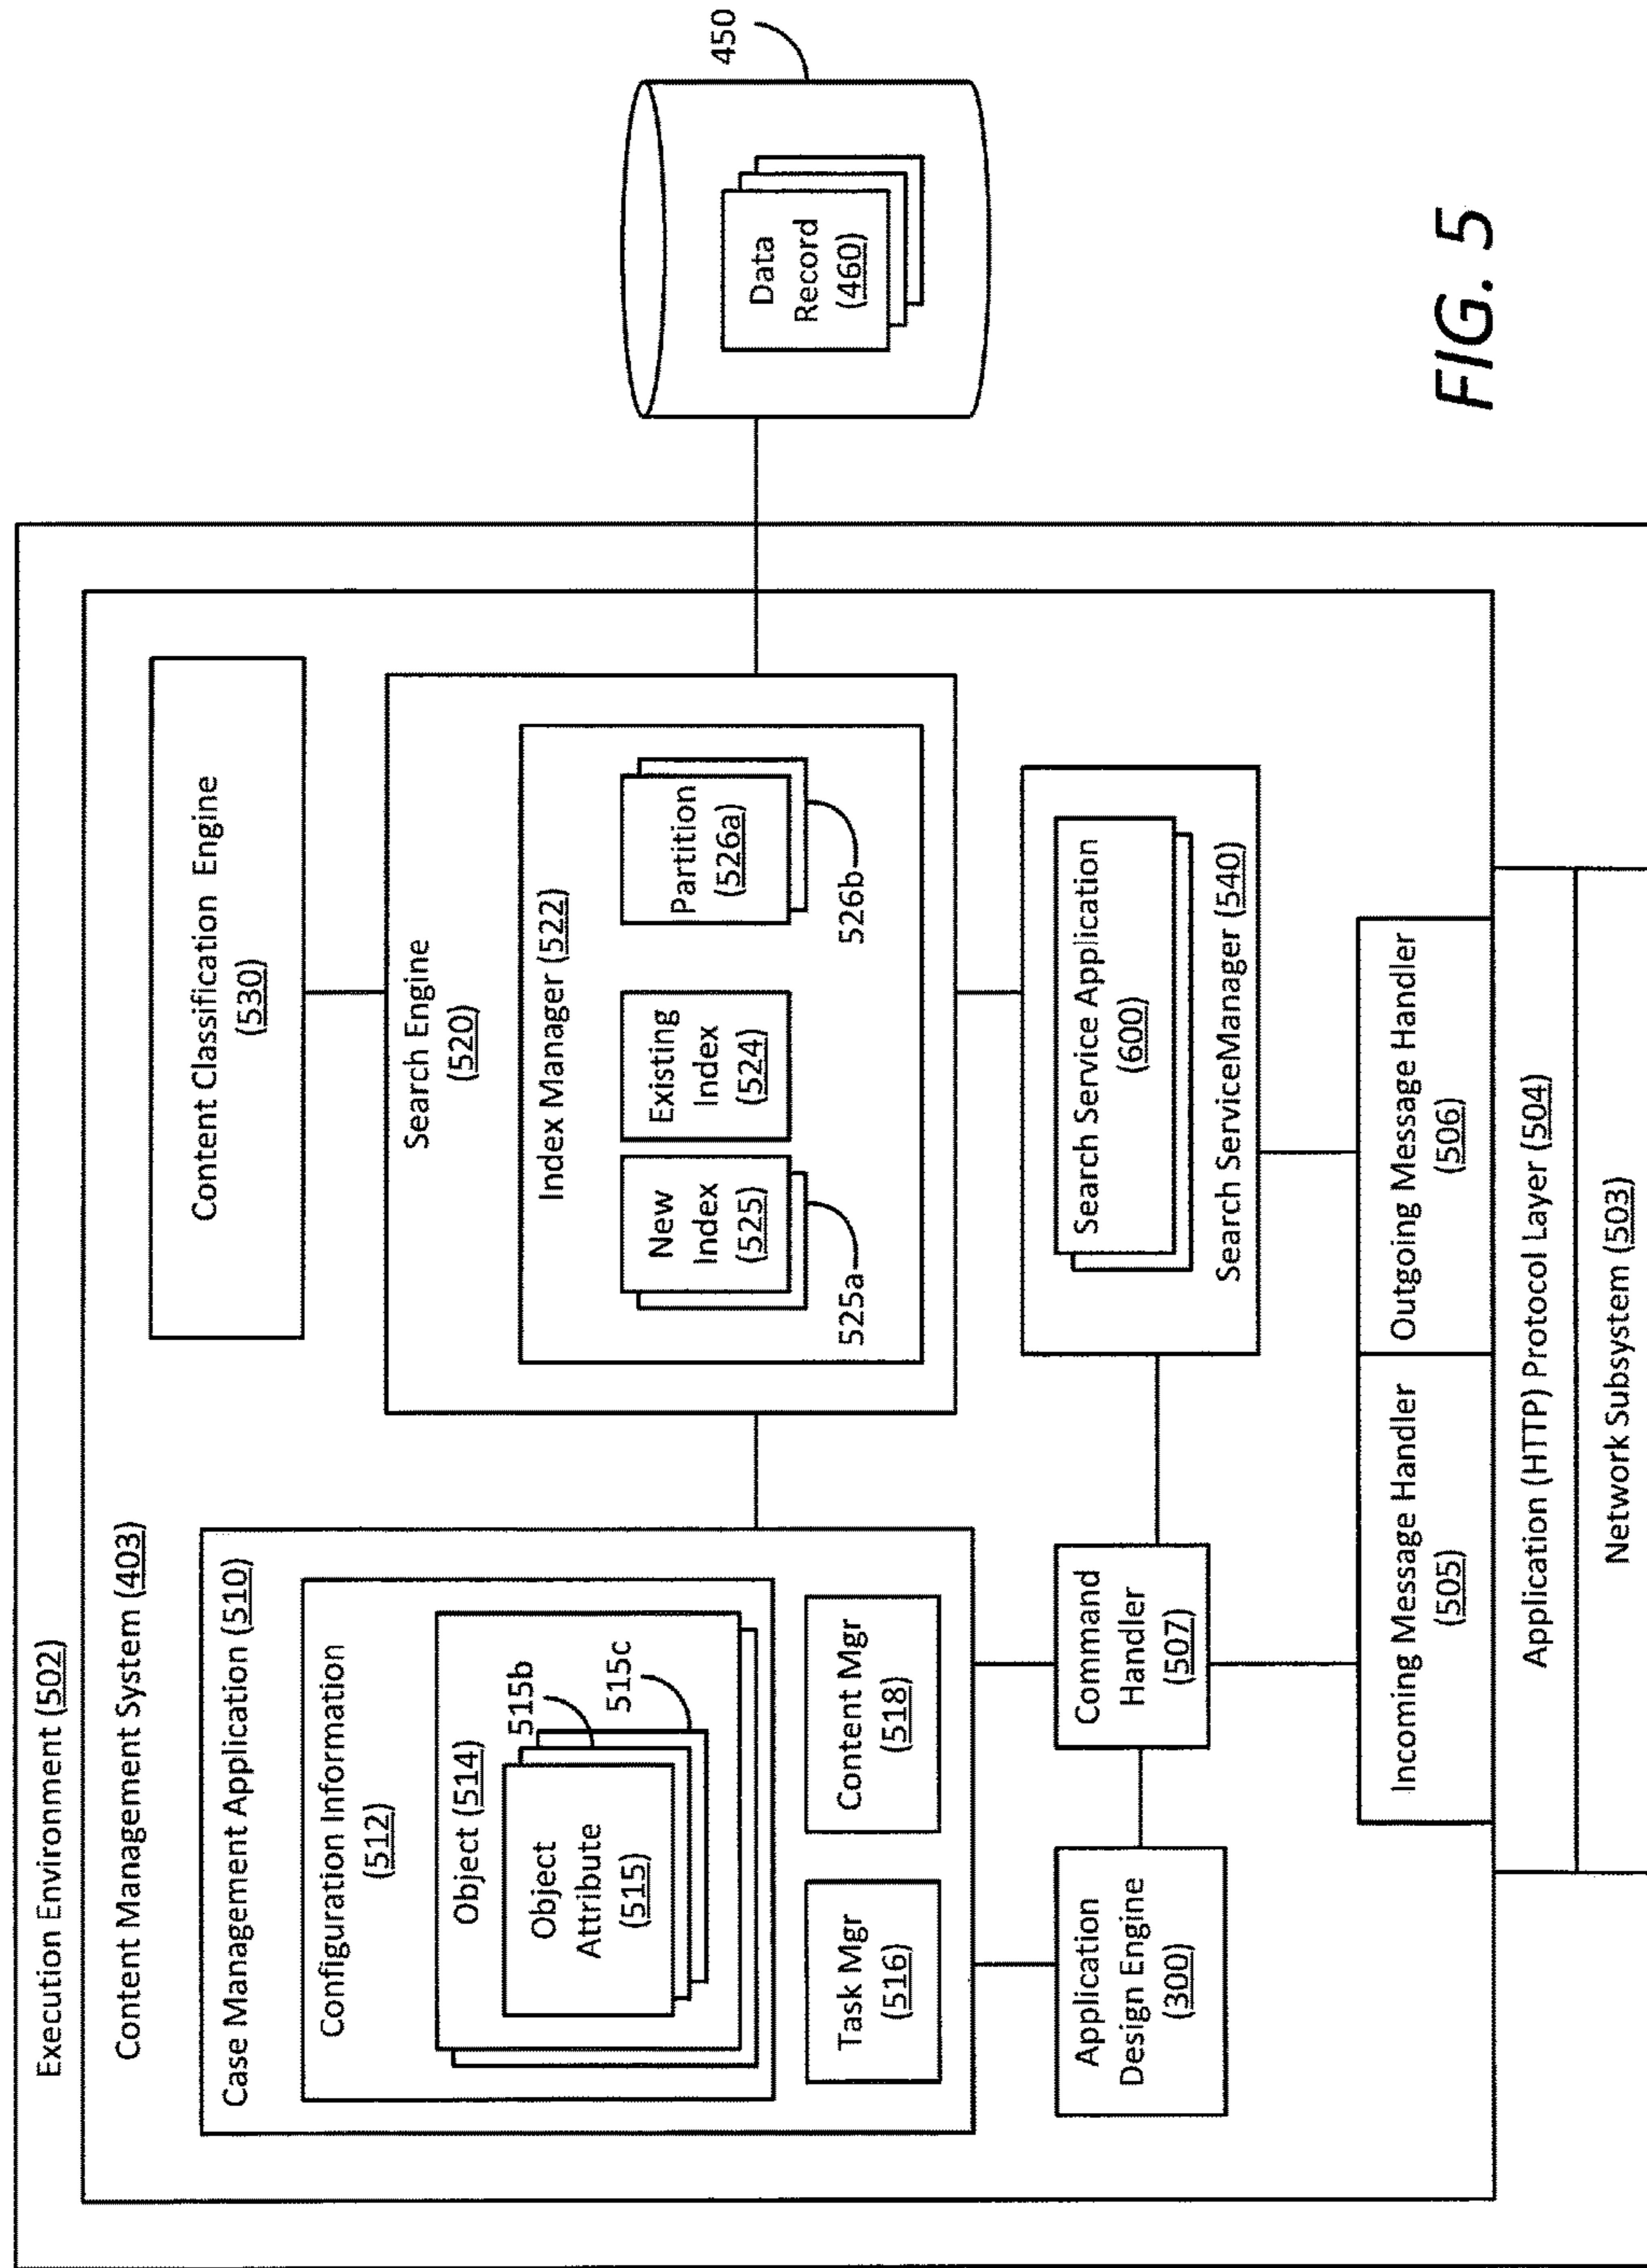 Execution Environment (502)
Content Management System (403)
Case Management Application (510)
Configuration Information
(512)
Object (514)
Object
Attribute
(515)
515b
515c
Task Mgr
(516)
Content Mgr
(518)
Application
Design Engine
(300)
Command
Handler
(507)
Content Classification Engine
(530)
Search Engine
(520)
Index Manager (522)
New
Index
(525)
525a
Existing
Index
(524)
Partition
(526a)
526b
Search Service Application
(600)
Search ServiceManager (540)
Incoming Message Handler
(505)
Outgoing Message Handler
(506)
Application (HTTP) Protocol Layer (504)
Network Subsystem (503)
Data
Record
(460)
450
FIG. 5